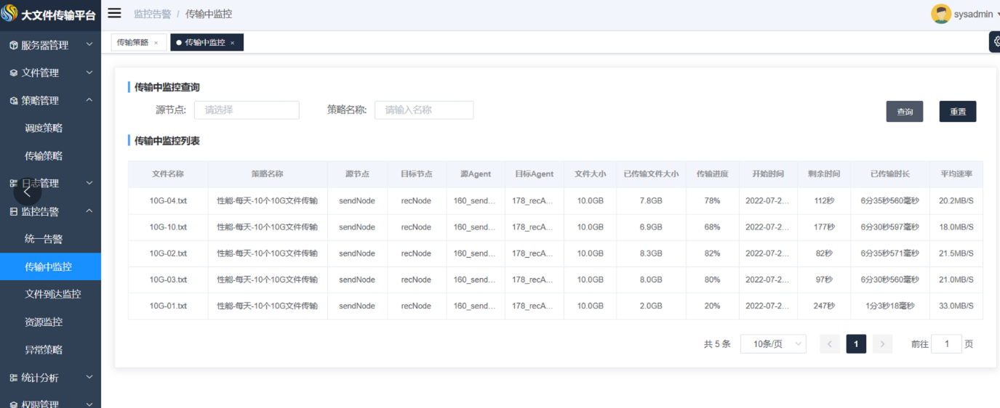 大文件传输平台
监控告警 / 传输中监控
sysadmin
传输策略 ×
传输中监控 ×
服务器管理
文件管理
策略管理
调度策略
传输策略
日志管理
监控告警
统一告警
传输中监控
文件到达监控
资源监控
异常策略
统计分析
权限管理
传输中监控查询
源节点: 请选择 策略名称: 请输入名称 查询 重置
传输中监控列表
文件名称 策略名称 源节点 目标节点 源Agent 目标Agent 文件大小 已传输文件大小 传输进度 开始时间 剩余时间 已传输时长 平均速率
10G-04.txt 性能-每天-10个10G文件传输 sendNode recNode 160_send... 178_recA... 10.0GB 7.8GB 78% 2022-07-2... 112秒 6分35秒560毫秒 20.2MB/S
10G-10.txt 性能-每天-10个10G文件传输 sendNode recNode 160_send... 178_recA... 10.0GB 6.9GB 68% 2022-07-2... 177秒 6分30秒597毫秒 18.0MB/S
10G-02.txt 性能-每天-10个10G文件传输 sendNode recNode 160_send... 178_recA... 10.0GB 8.3GB 82% 2022-07-2... 82秒 6分35秒571毫秒 21.5MB/S
10G-03.txt 性能-每天-10个10G文件传输 sendNode recNode 160_send... 178_recA... 10.0GB 8.0GB 80% 2022-07-2... 97秒 6分30秒560毫秒 21.0MB/S
10G-01.txt 性能-每天-10个10G文件传输 sendNode recNode 160_send... 178_recA... 10.0GB 2.0GB 20% 2022-07-2... 247秒 1分3秒18毫秒 33.0MB/S
共 5 条 10条/页 1 前往 1 页